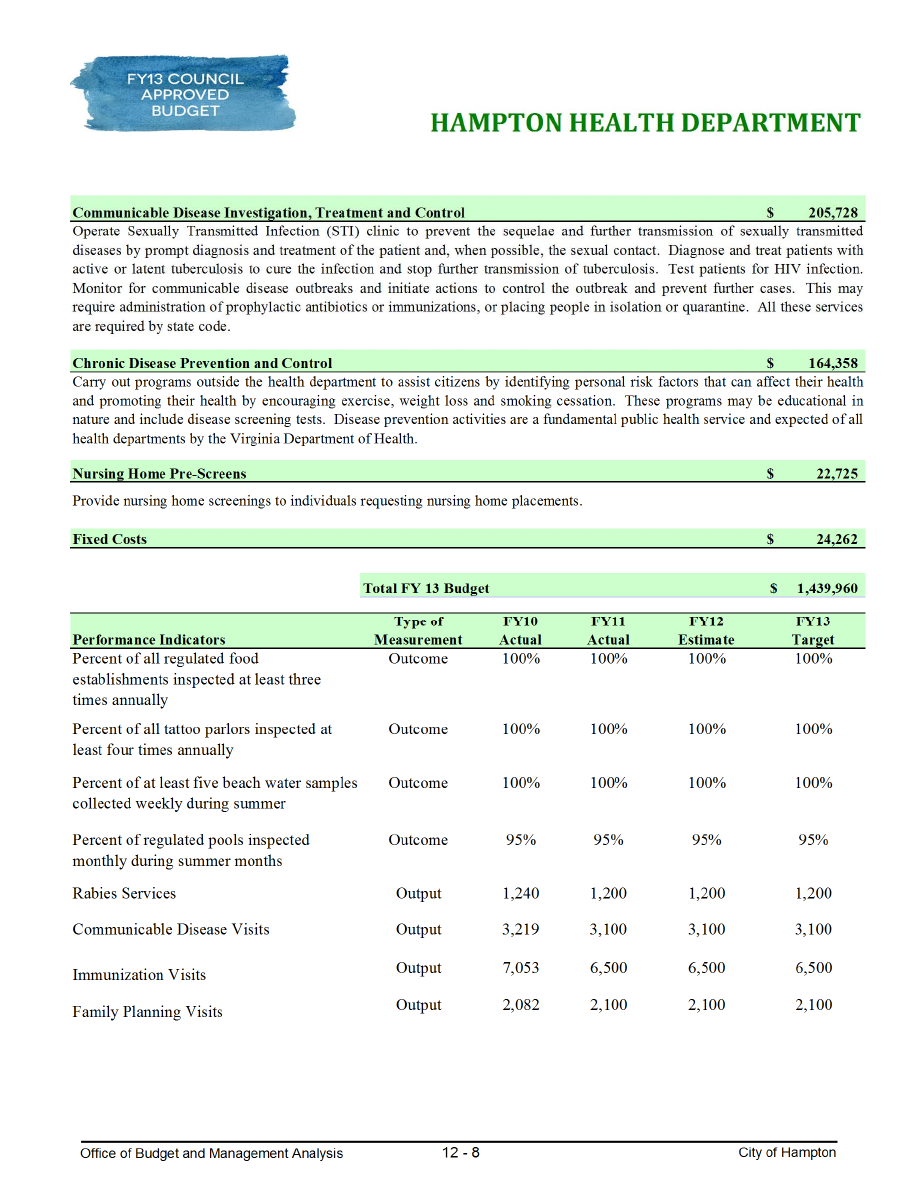 FY13 COUNCIL
APPROVED
BUDGET
HAMPTON HEALTH DEPARTMENT
Communicable Disease Investigation, Treatment and Control $ 205,728
Operate Sexually Transmitted Infection (STI) clinic to prevent the sequelae and further transmission of sexually transmitted
diseases by prompt diagnosis and treatment of the patient and, when possible, the sexual contact. Diagnose and treat patients with
active or latent tuberculosis to cure the infection and stop further transmission of tuberculosis. Test patients for HIV infection.
Monitor for communicable disease outbreaks and initiate actions to control the outbreak and prevent further cases. This may
require administration of prophylactic antibiotics or immunizations, or placing people in isolation or quarantine. All these services
are required by state code.
Chronic Disease Prevention and Control $ 164,358
Carry out programs outside the health department to assist citizens by identifying personal risk factors that can affect their health
and promoting their health by encouraging exercise, weight loss and smoking cessation. These programs may be educational in
nature and include disease screening tests. Disease prevention activities are a fundamental public health service and expected of all
health departments by the Virginia Department of Health.
Nursing Home Pre-Screens $ 22,725
Provide nursing home screenings to individuals requesting nursing home placements.
Fixed Costs $ 24,262
Total FY 13 Budget $ 1,439,960
Type of FY10 FY11 FY12 FY13
Performance Indicators Measurement Actual Actual Estimate Target
Percent of all regulated food Outcome 100% 100% 100% 100%
establishments inspected at least three
times annually
Percent of all tattoo parlors inspected at Outcome 100% 100% 100% 100%
least four times annually
Percent of at least five beach water samples Outcome 100% 100% 100% 100%
collected weekly during summer
Percent of regulated pools inspected Outcome 95% 95% 95% 95%
monthly during summer months
Rabies Services Output 1,240 1,200 1,200 1,200
Communicable Disease Visits Output 3,219 3,100 3,100 3,100
Immunization Visits Output 7,053 6,500 6,500 6,500
Family Planning Visits Output 2,082 2,100 2,100 2,100
Office of Budget and Management Analysis 12 - 8 City of Hampton